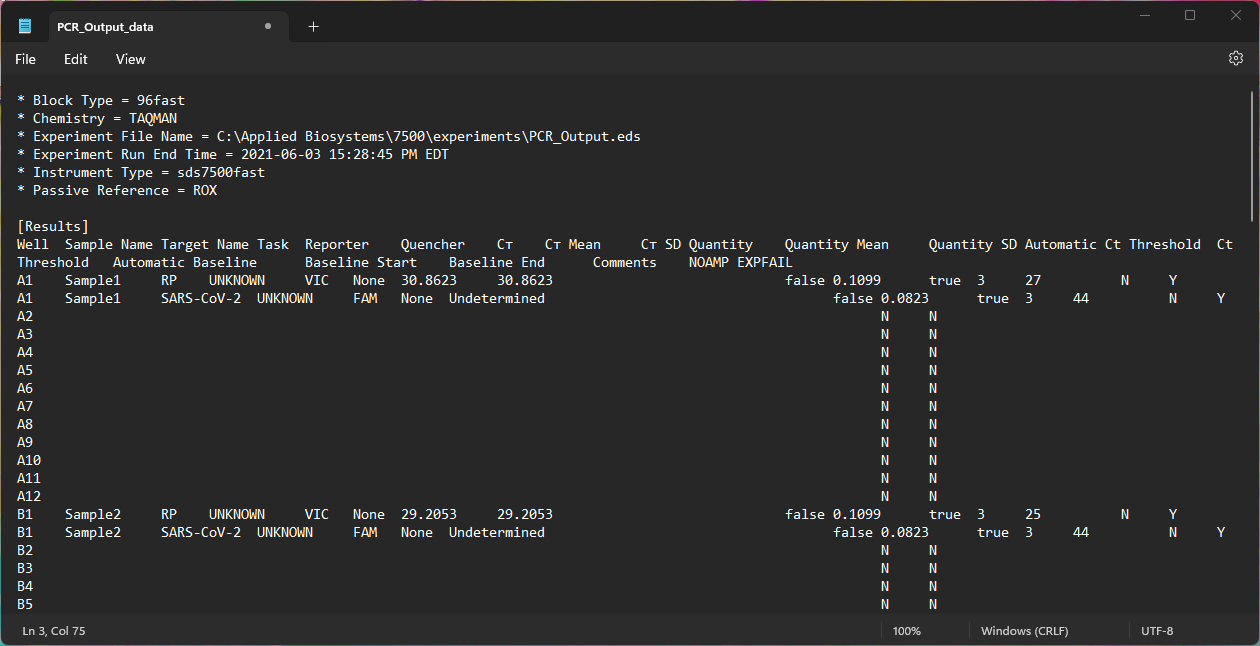 PCR_Output_data
File Edit View
* Block Type = 96fast
* Chemistry = TAQMAN
* Experiment File Name = C:\Applied Biosystems\7500\experiments\PCR_Output.eds
* Experiment Run End Time = 2021-06-03 15:28:45 PM EDT
* Instrument Type = sds7500fast
* Passive Reference = ROX
[Results]
Well Sample Name Target Name Task Reporter Quencher Cт Cт Mean Cт SD Quantity Quantity Mean Quantity SD Automatic Ct Threshold Ct
Threshold Automatic Baseline Baseline Start Baseline End Comments NOAMP EXPFAIL
A1 Sample1 RP UNKNOWN VIC None 30.8623 30.8623 false 0.1099 true 3 27 N Y
A1 Sample1 SARS-CoV-2 UNKNOWN FAM None Undetermined false 0.0823 true 3 44 N Y
A2 N N
A3 N N
A4 N N
A5 N N
A6 N N
A7 N N
A8 N N
A9 N N
A10 N N
A11 N N
A12 N N
B1 Sample2 RP UNKNOWN VIC None 29.2053 29.2053 false 0.1099 true 3 25 N Y
B1 Sample2 SARS-CoV-2 UNKNOWN FAM None Undetermined false 0.0823 true 3 44 N Y
B2 N N
B3 N N
B4 N N
B5 N N
Ln 3, Col 75 100% Windows (CRLF) UTF-8